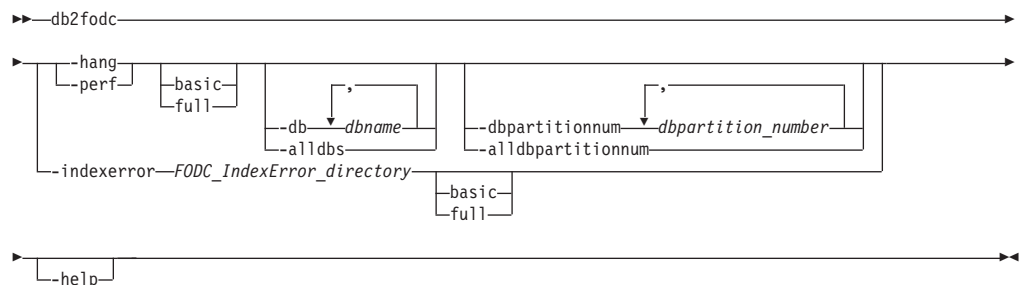 db2fodc
-hang
-perf
basic
full
-db dbname ,
-alldbs
-dbpartitionnum dbpartition_number ,
-alldbpartitionnum
-indexerror FODC_IndexError_directory
basic
full
-help